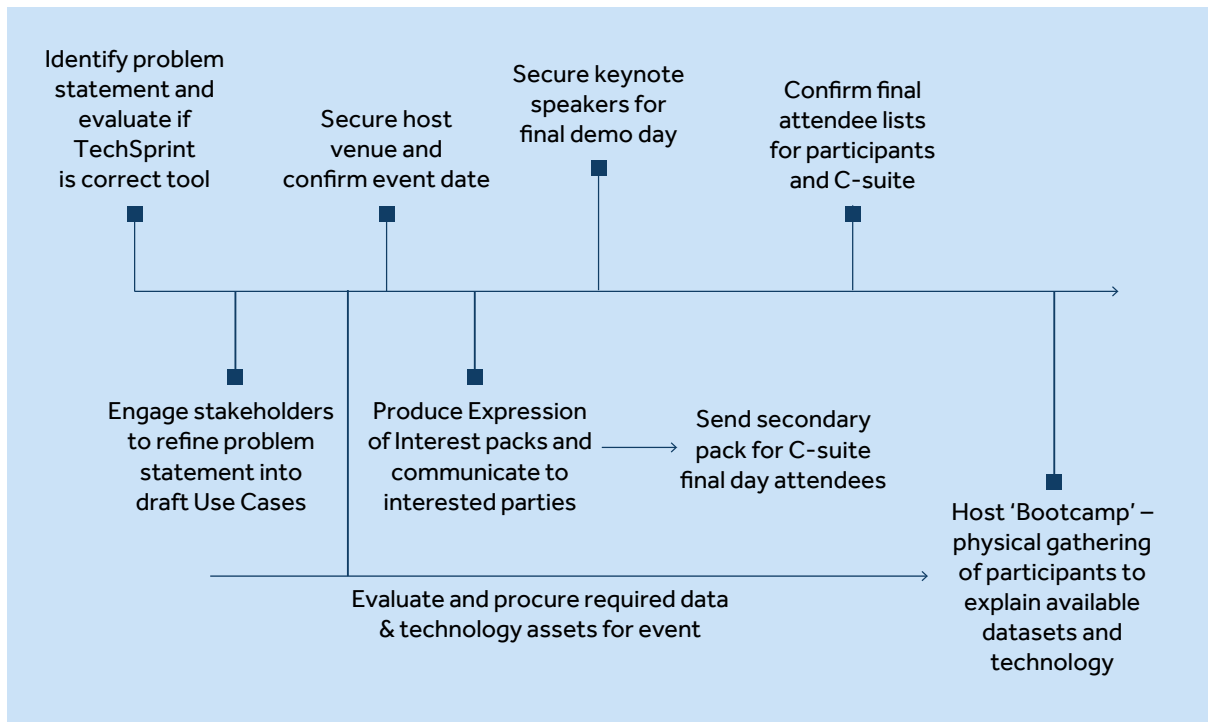 Identify problem
statement and
evaluate if
TechSprint
is correct tool
Secure host
venue and
confirm event date
Secure keynote
speakers for
final demo day
Confirm final
attendee lists
for participants
and C-suite
Engage stakeholders
to refine problem
statement into
draft Use Cases
Produce Expression
of Interest packs and
communicate to
interested parties
Send secondary
pack for C-suite
final day attendees
Host ‘Bootcamp’ –
physical gathering
of participants to
explain available
datasets and
technology
Evaluate and procure required data
& technology assets for event